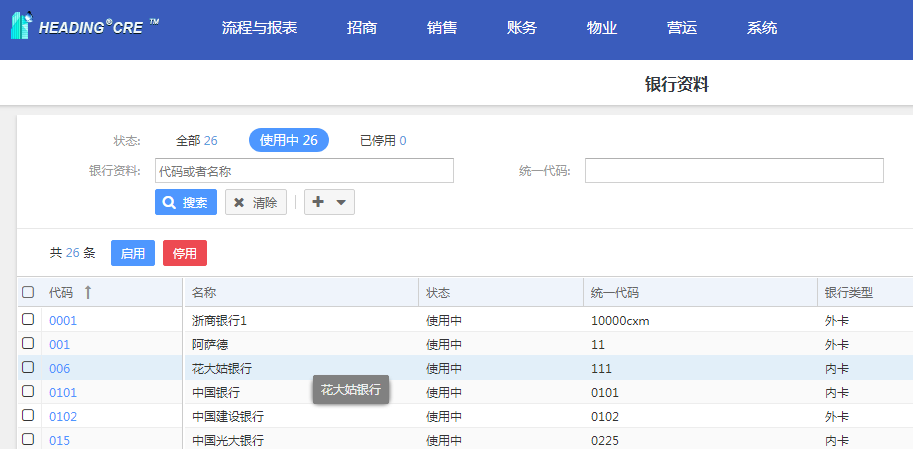 HEADING®CRE ™ 流程与报表 招商 销售 账务 物业 营运 系统
银行资料
状态: 全部 26 使用中 26 已停用 0
银行资料: 代码或者名称 统一代码:
搜索 清除
共 26 条 启用 停用
代码 ↑ 名称 状态 统一代码 银行类型
0001 浙商银行1 使用中 10000cxm 外卡
001 阿萨德 使用中 11 外卡
006 花大姑银行 使用中 111 内卡
0101 中国银行 使用中 0101 内卡
花大姑银行
0102 中国建设银行 使用中 0102 外卡
015 中国光大银行 使用中 0225 内卡